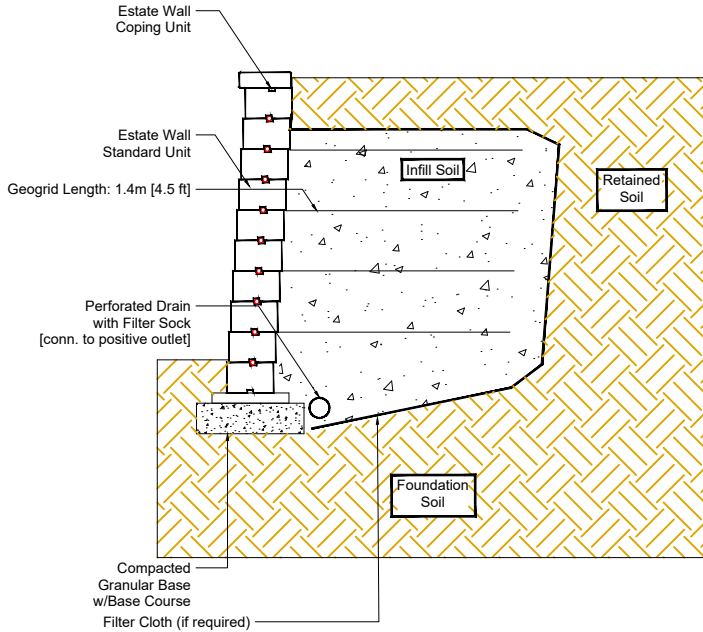 Estate Wall
Coping Unit
Estate Wall
Standard Unit
Infill Soil
Geogrid Length: 1.4m [4.5 ft]
Retained
Soil
Perforated Drain
with Filter Sock
[conn. to positive outlet]
Foundation
Soil
Compacted
Granular Base
w/Base Course
Filter Cloth (if required)